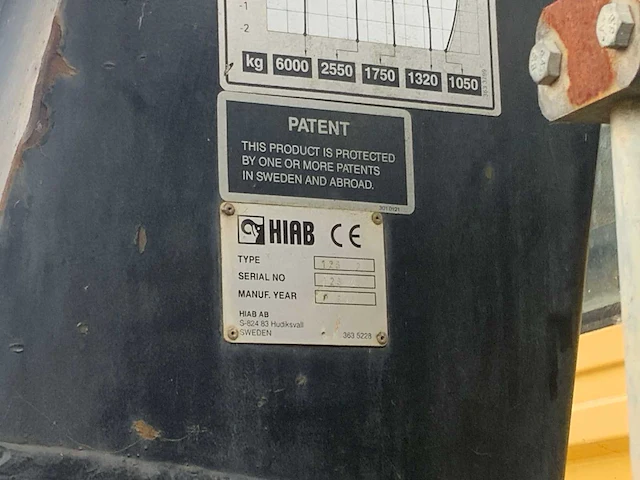 -1
-2
kg 6000 2550 1750 1320 1050
PATENT
THIS PRODUCT IS PROTECTED
BY ONE OR MORE PATENTS
IN SWEDEN AND ABROAD.
HIAB CE
TYPE
SERIAL NO
MANUF. YEAR
HIAB AB
S-824 83 Hudiksvall
SWEDEN 363 5228